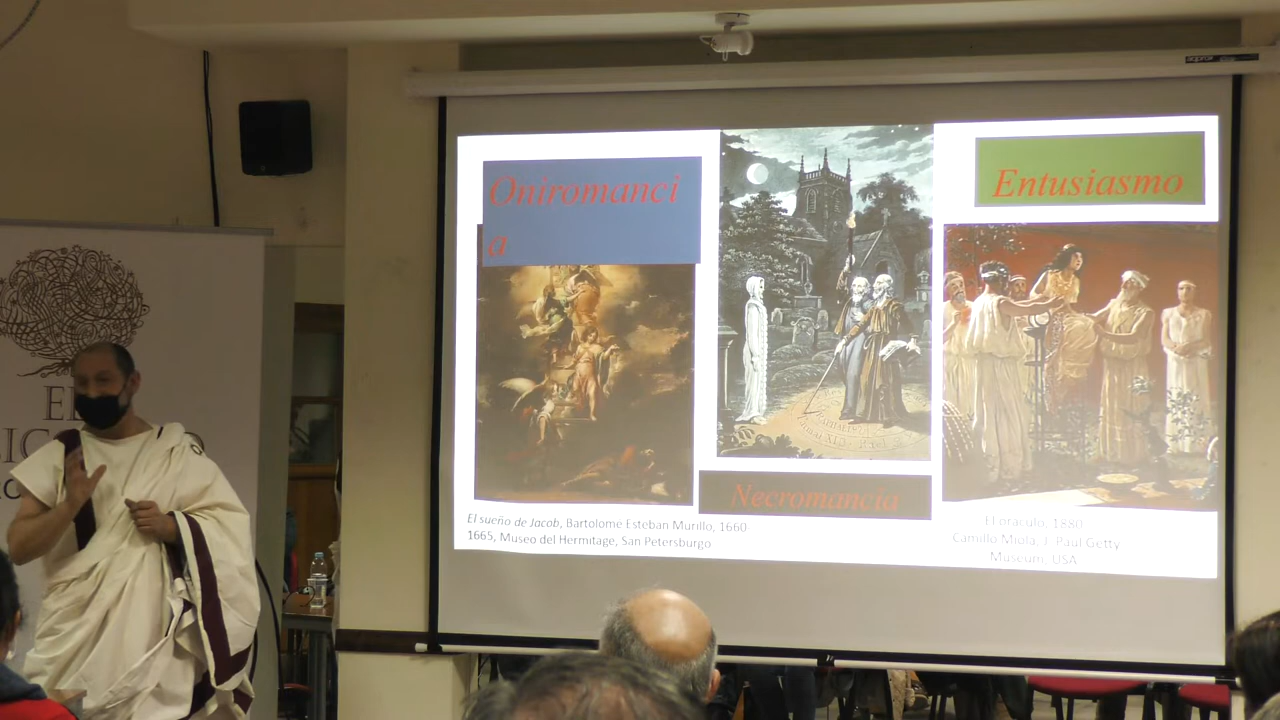 Oniromanci
a
Entusiasmo
Necromancia
El sueño de Jacob, Bartolomé Esteban Murillo, 1660-
1665, Museo del Hermitage, San Petersburgo
El oráculo, 1880
Camillo Miola, J. Paul Getty
Museum, USA
approx